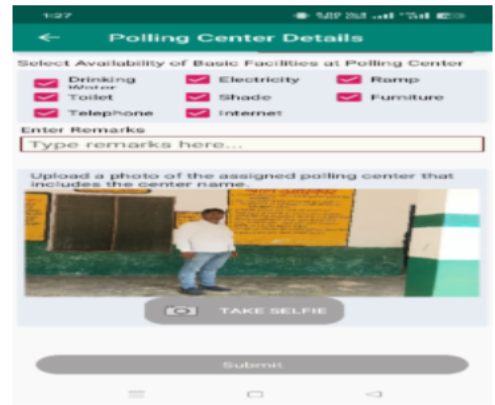 1:27
← Polling Center Details
Select Availability of Basic Facilities at Polling Center
Drinking Water Electricity Ramp
Toilet Shade Furniture
Telephone Internet
Enter Remarks
Type remarks here...
Upload a photo of the assigned polling center that
includes the center name.
TAKE SELFIE
Submit